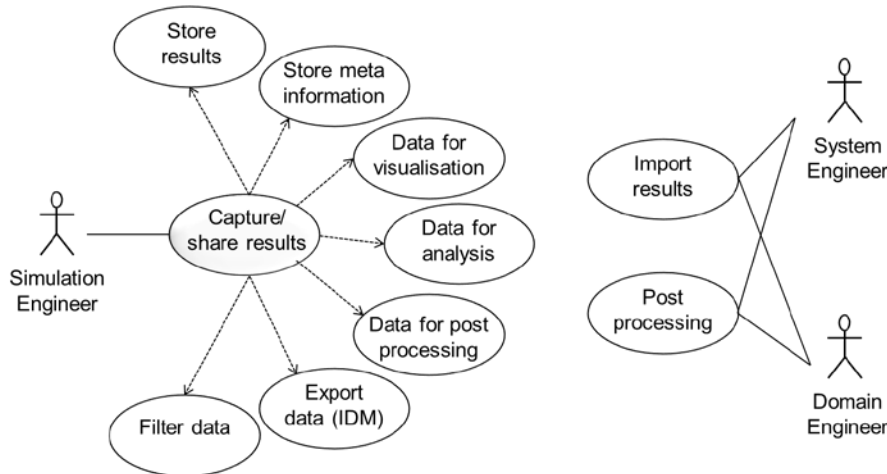 Store
results
Store meta
information
Data for
visualisation
Capture/
share results
Data for
analysis
Simulation
Engineer
Data for post
processing
Export
data (IDM)
Filter data
System
Engineer
Import
results
Post
processing
Domain
Engineer